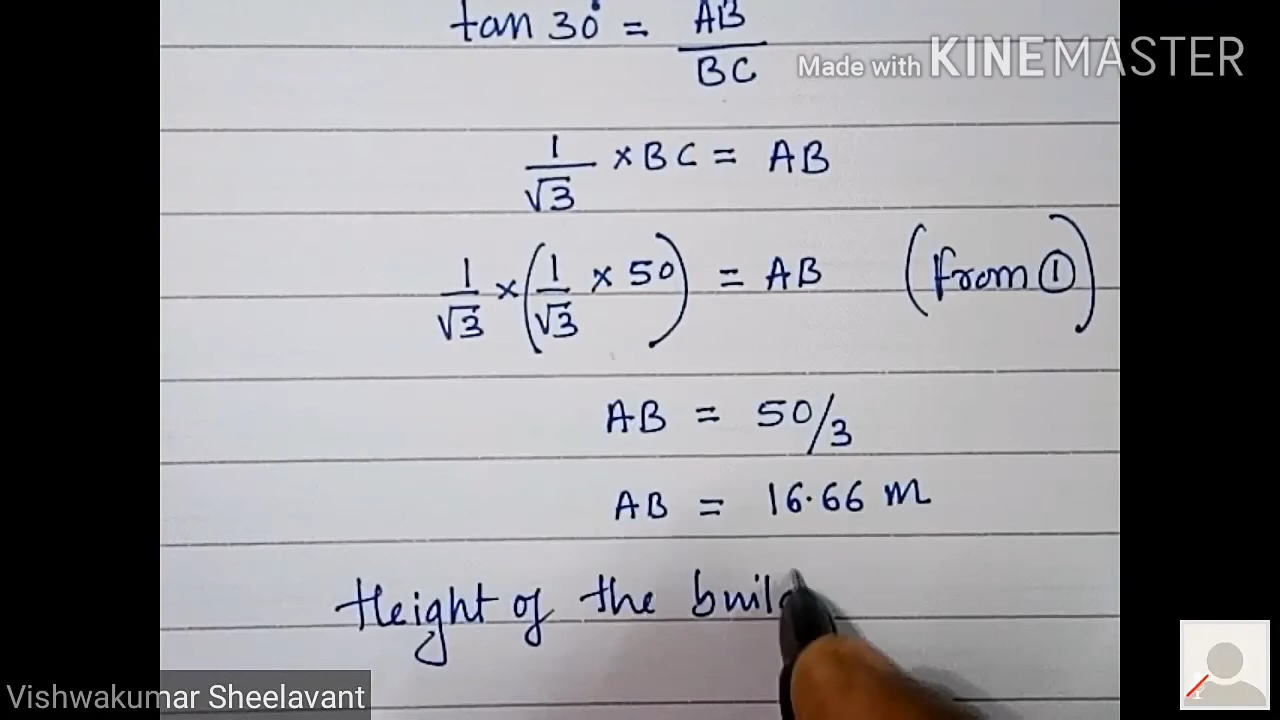 tan 30° = AB/BC
Made with KINEMASTER
1/√3 × BC = AB
1/√3 × (1/√3 × 50) = AB (from ①)
AB = 50/3
AB = 16.66 m
Height of the build
Vishwakumar Sheelavant